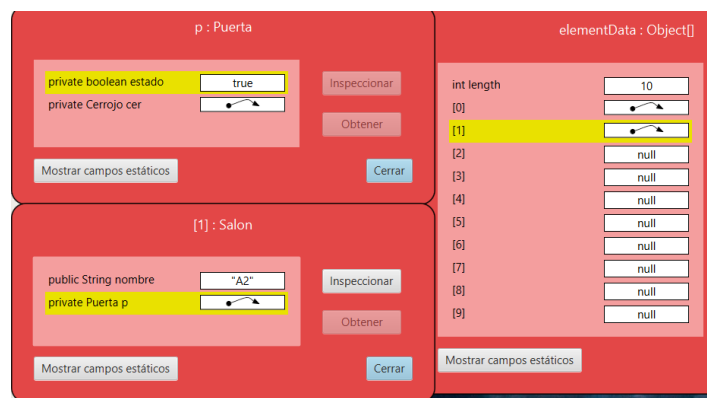 p : Puerta
private boolean estado true
private Cerrojo cer
Inspeccionar
Obtener
Mostrar campos estáticos
Cerrar
[1] : Salon
public String nombre "A2"
private Puerta p
Inspeccionar
Obtener
Mostrar campos estáticos
Cerrar
elementData : Object[]
int length 10
[0]
[1]
[2] null
[3] null
[4] null
[5] null
[6] null
[7] null
[8] null
[9] null
Mostrar campos estáticos